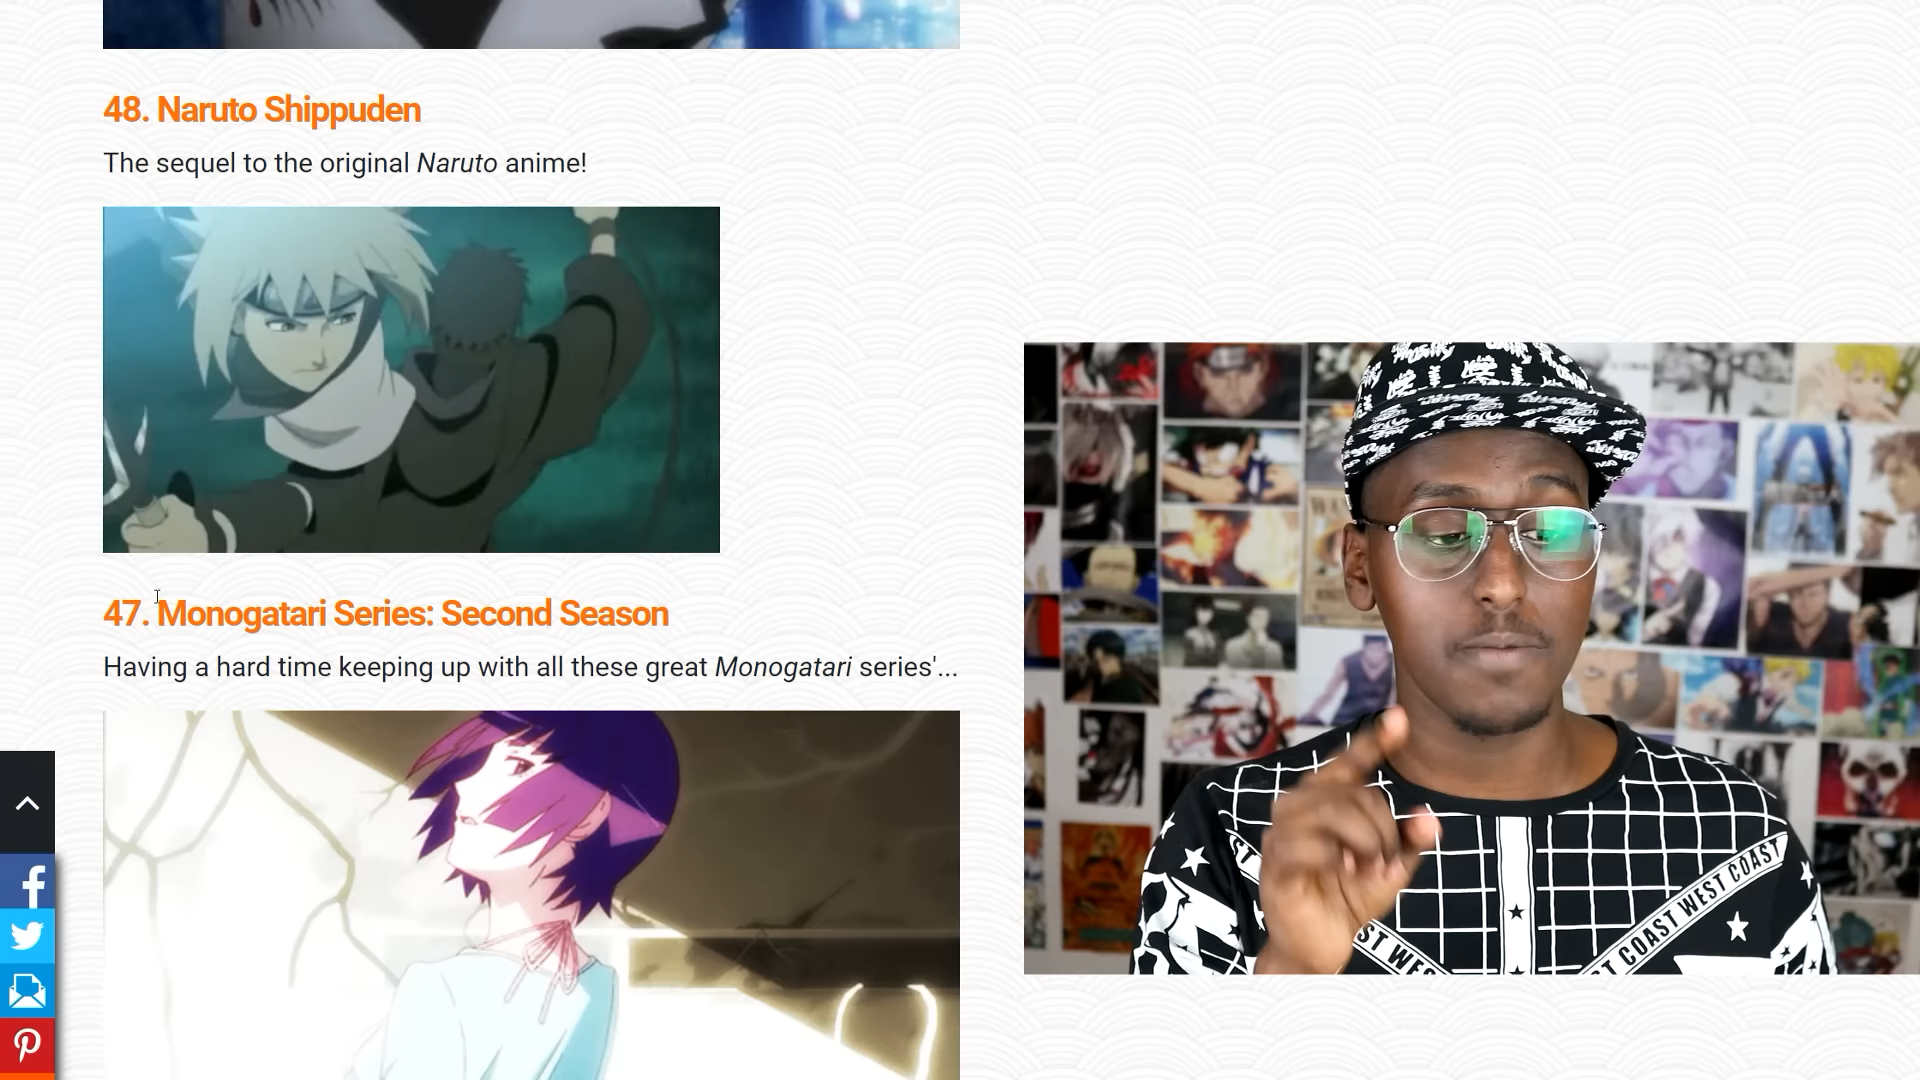 48. Naruto Shippuden
The sequel to the original Naruto anime!
47. Monogatari Series: Second Season
Having a hard time keeping up with all these great Monogatari series'...
WEST COAST
COAST WEST COAST